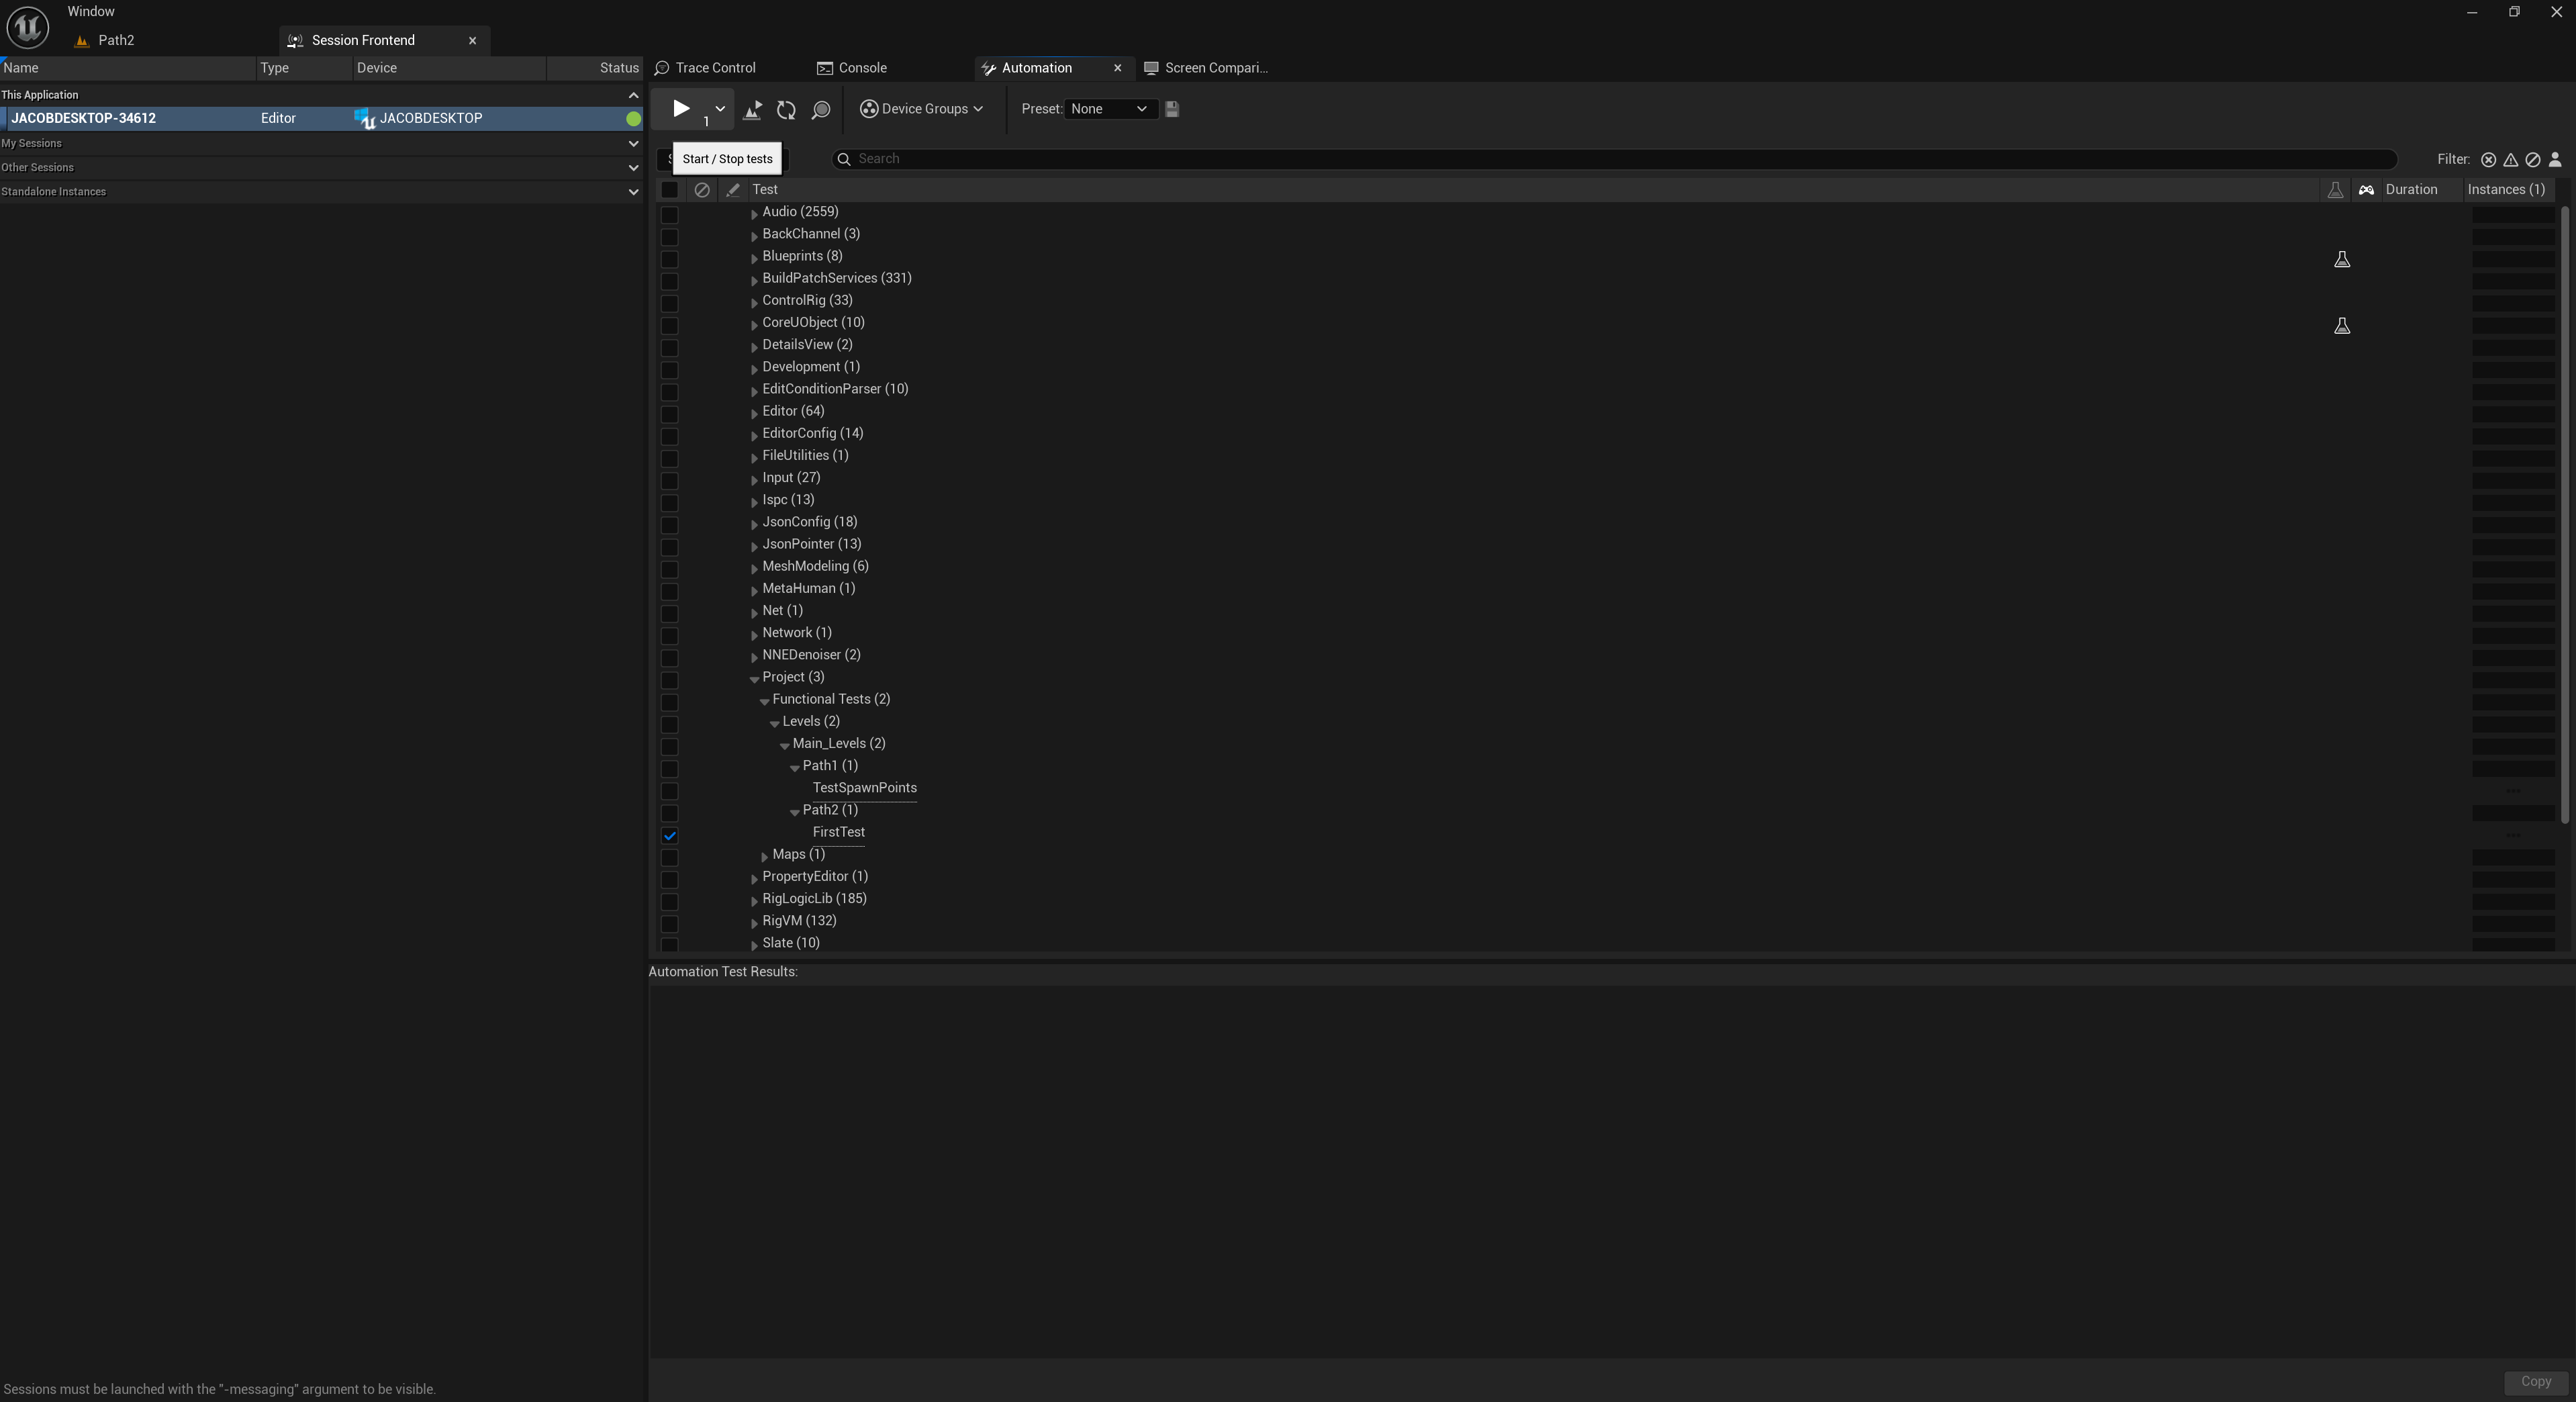 Window
Path2
Session Frontend
Name Type Device Status
This Application
JACOBDESKTOP-34612 Editor JACOBDESKTOP
My Sessions
Other Sessions
Standalone Instances
Sessions must be launched with the "-messaging" argument to be visible.
Trace Control Console Automation Screen Compari...
1 Device Groups Preset: None
Start / Stop tests
Search
Filter:
Test Duration Instances (1)
Audio (2559)
BackChannel (3)
Blueprints (8)
BuildPatchServices (331)
ControlRig (33)
CoreUObject (10)
DetailsView (2)
Development (1)
EditConditionParser (10)
Editor (64)
EditorConfig (14)
FileUtilities (1)
Input (27)
Ispc (13)
JsonConfig (18)
JsonPointer (13)
MeshModeling (6)
MetaHuman (1)
Net (1)
Network (1)
NNEDenoiser (2)
Project (3)
Functional Tests (2)
Levels (2)
Main_Levels (2)
Path1 (1)
TestSpawnPoints
Path2 (1)
FirstTest
Maps (1)
PropertyEditor (1)
RigLogicLib (185)
RigVM (132)
Slate (10)
Automation Test Results:
Copy